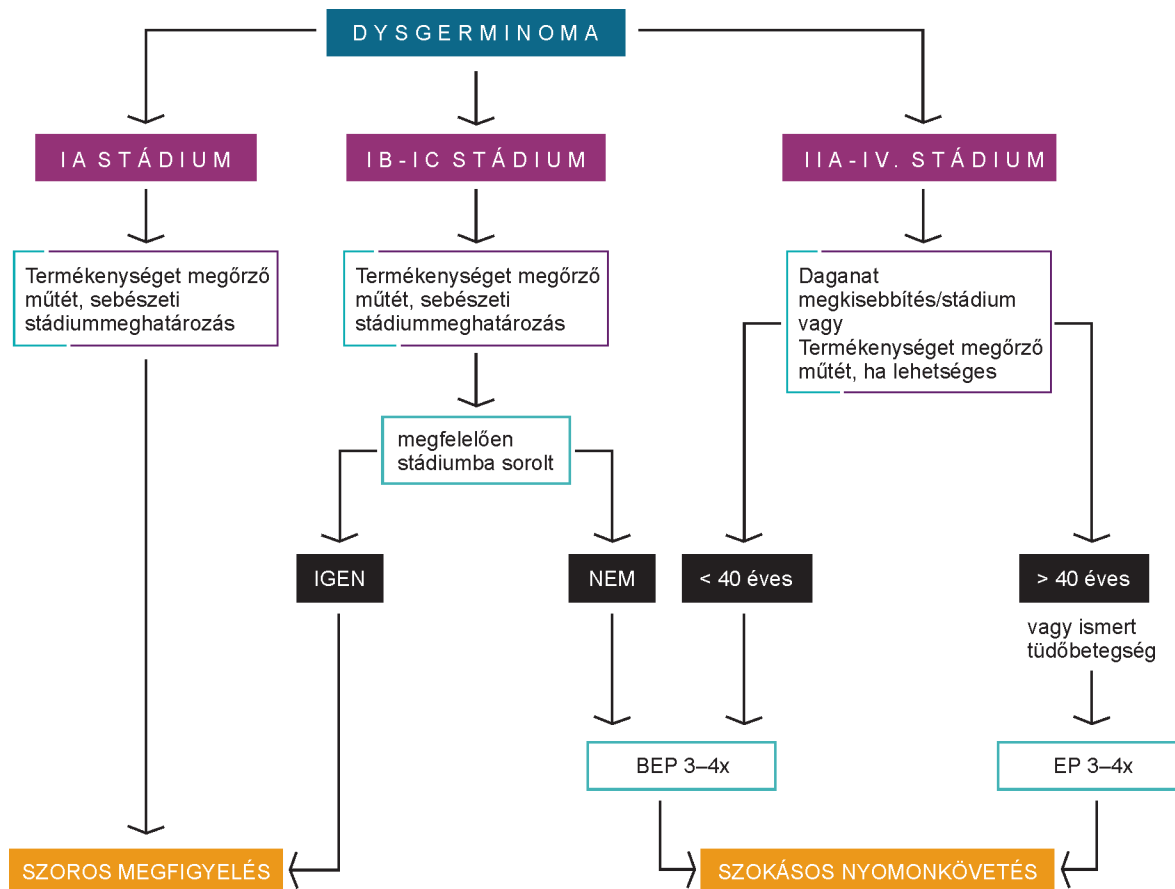 DYSGERMINOMA
IA STÁDIUM
IB-IC STÁDIUM
IIA-IV. STÁDIUM
Termékenységet megőrző
műtét, sebészeti
stádiummeghatározás
Termékenységet megőrző
műtét, sebészeti
stádiummeghatározás
Daganat
megkisebbítés/stádium
vagy
Termékenységet megőrző
műtét, ha lehetséges
megfelelően
stádiumba sorolt
IGEN
NEM
< 40 éves
> 40 éves
vagy ismert
tüdőbetegség
BEP 3–4x
EP 3–4x
SZOROS MEGFIGYELÉS
SZOKÁSOS NYOMONKÖVETÉS